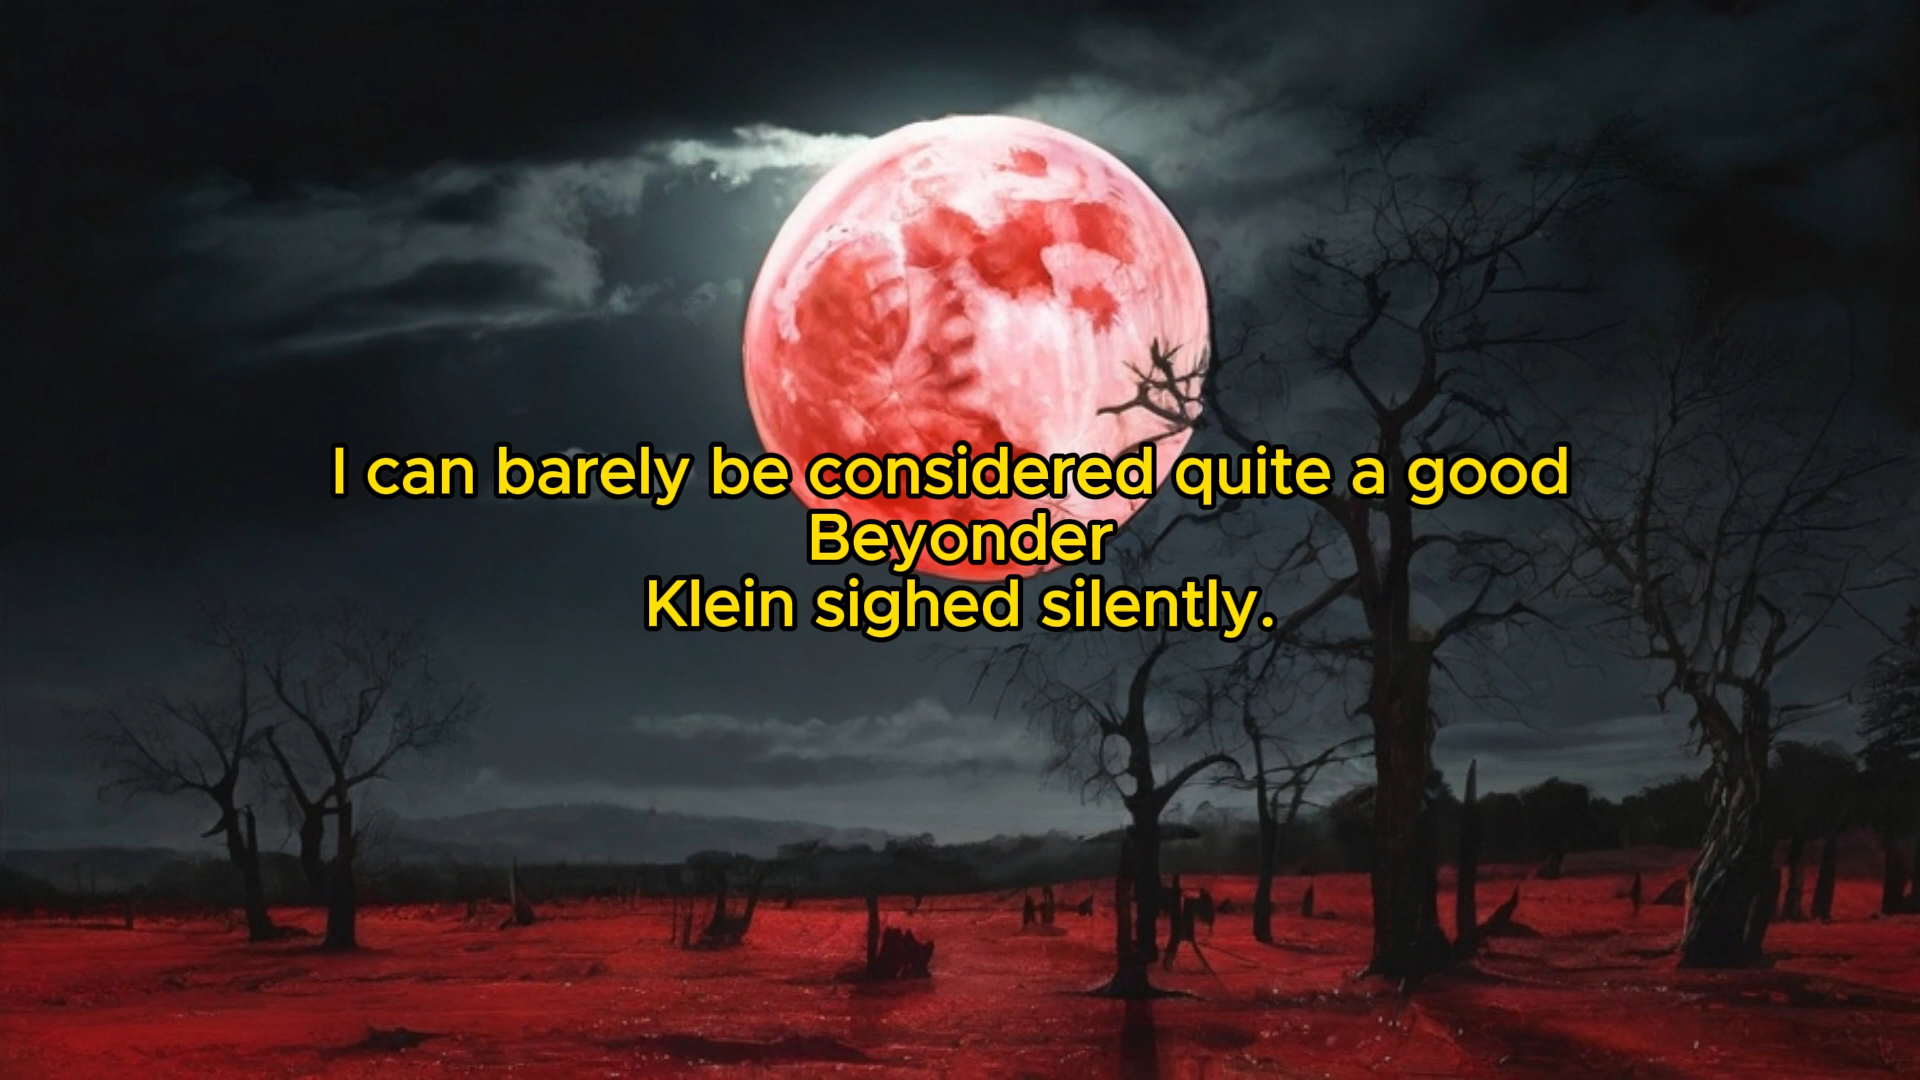 I can barely be considered quite a good
Beyonder
Klein sighed silently.